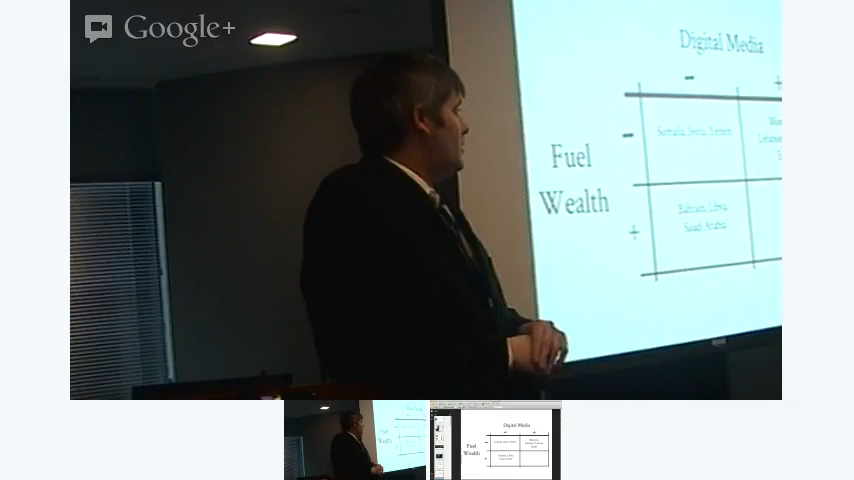 Google+
Digital Media
- +
Fuel
Wealth
-
Somalia, Syria, Yemen
+
Bahrain, Libya
Saudi Arabia